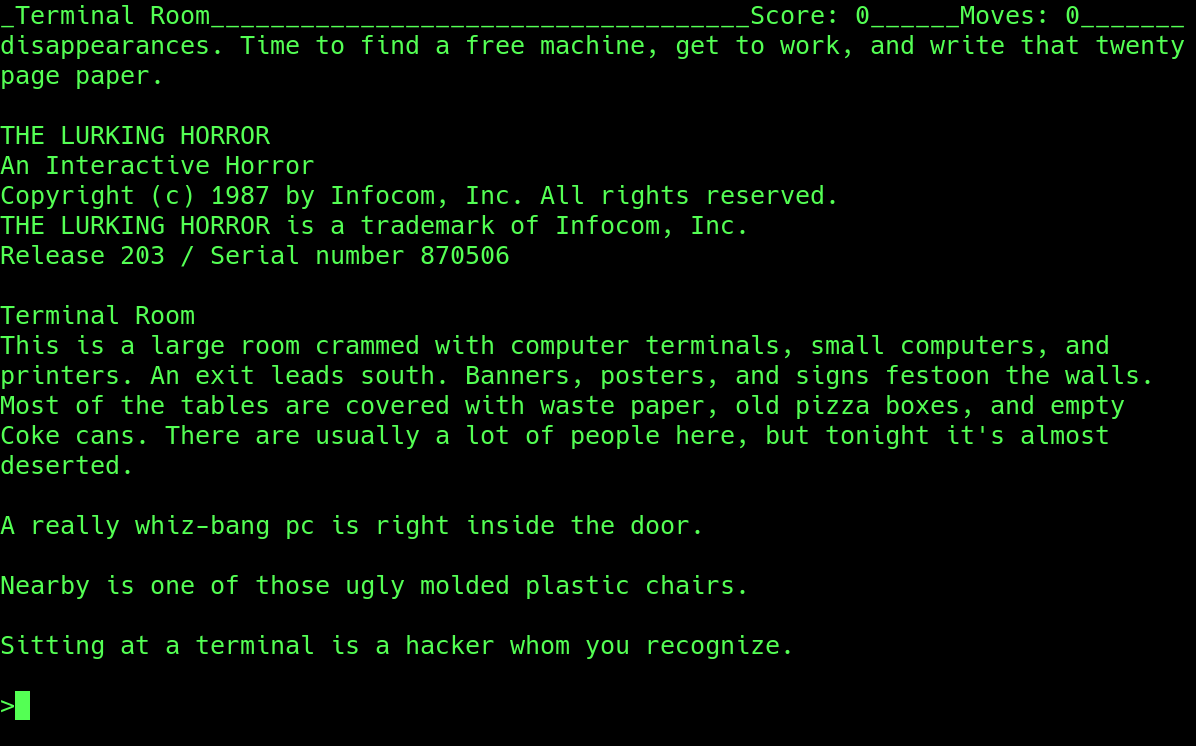 _Terminal Room____________________________________Score: 0______Moves: 0_______
disappearances. Time to find a free machine, get to work, and write that twenty
page paper.
THE LURKING HORROR
An Interactive Horror
Copyright (c) 1987 by Infocom, Inc. All rights reserved.
THE LURKING HORROR is a trademark of Infocom, Inc.
Release 203 / Serial number 870506
Terminal Room
This is a large room crammed with computer terminals, small computers, and
printers. An exit leads south. Banners, posters, and signs festoon the walls.
Most of the tables are covered with waste paper, old pizza boxes, and empty
Coke cans. There are usually a lot of people here, but tonight it's almost
deserted.
A really whiz-bang pc is right inside the door.
Nearby is one of those ugly molded plastic chairs.
Sitting at a terminal is a hacker whom you recognize.
>